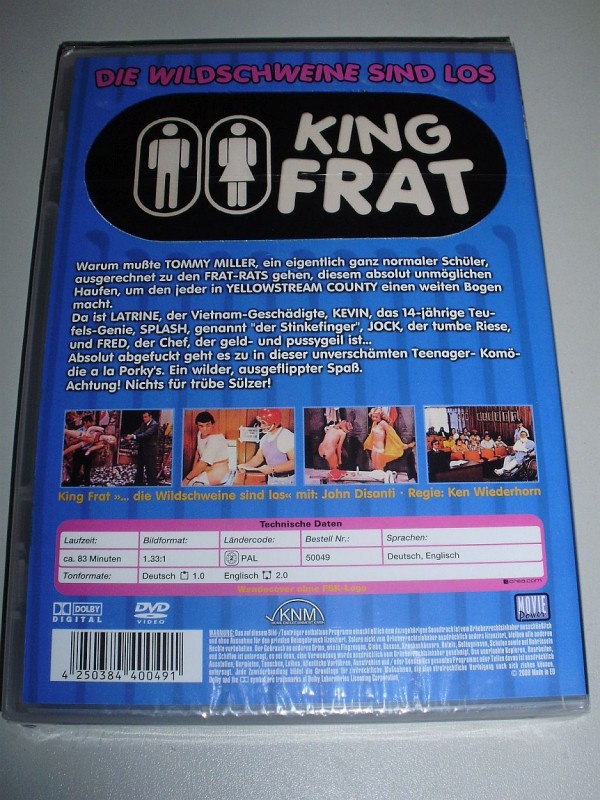 DIE WILDSCHWEINE SIND LOS
KING
FRAT
Warum mußte TOMMY MILLER, ein eigentlich ganz normaler Schüler,
ausgerechnet zu den FRAT-RATS gehen, diesem absolut unmöglichen
Haufen, um den jeder in YELLOWSTREAM COUNTY einen weiten Bogen
macht.
Da ist LATRINE, der Vietnam-Geschädigte, KEVIN, das 14-jährige Teu-
fels-Genie, SPLASH, genannt "der Stinkefinger", JOCK, der tumbe Riese,
und FRED, der Chef, der geld- und pussygeil ist...
Absolut abgefuckt geht es zu in dieser unverschämten Teenager- Komö-
die a la Porky's. Ein wilder, ausgeflippter Spaß.
Achtung! Nichts für trübe Sülzer!
King Frat »... die Wildschweine sind los« mit: John Disanti · Regie: Ken Wiederhorn
Technische Daten
Laufzeit: Bildformat: Ländercode: Bestell Nr.: Sprachen:
ca. 83 Minuten 1.33:1 PAL 50049 Deutsch, Englisch
Tonformate: Deutsch 1.0 Englisch 2.0
Wendecover ohne FSK-Logo
DOLBY
DIGITAL
DVD
VIDEO
KNM
MOVIE
Power
4 250384 400491